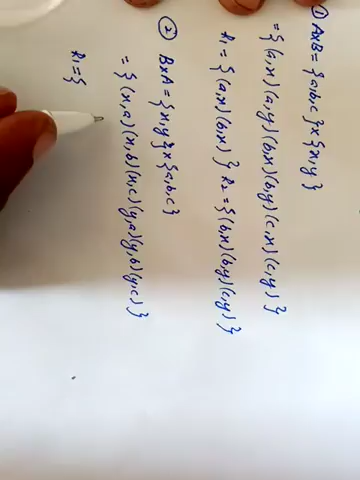 ① A×B = {a,b,c} × {x,y}
= {(a,x)(a,y)(b,x)(b,y)(c,x)(c,y)}
R₁ = {(a,x)(b,x)} R₂ = {(b,x)(b,y)(c,y)}
② B×A = {x,y} × {a,b,c}
= {(x,a)(x,b)(x,c)(y,a)(y,b)(y,c)}
R₁ = {